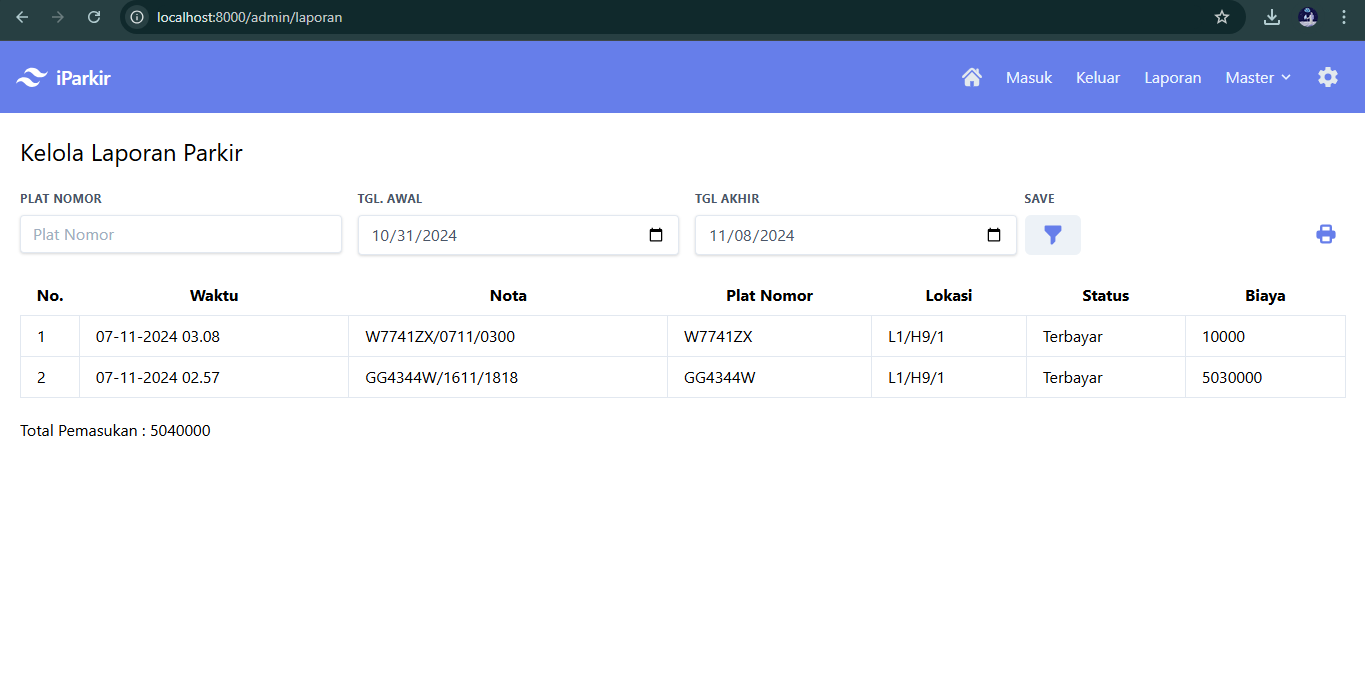 localhost:8000/admin/laporan
iParkir
Masuk Keluar Laporan Master
Kelola Laporan Parkir
PLAT NOMOR TGL. AWAL TGL AKHIR SAVE
Plat Nomor 10/31/2024 11/08/2024
No. Waktu Nota Plat Nomor Lokasi Status Biaya
1 07-11-2024 03.08 W7741ZX/0711/0300 W7741ZX L1/H9/1 Terbayar 10000
2 07-11-2024 02.57 GG4344W/1611/1818 GG4344W L1/H9/1 Terbayar 5030000
Total Pemasukan : 5040000